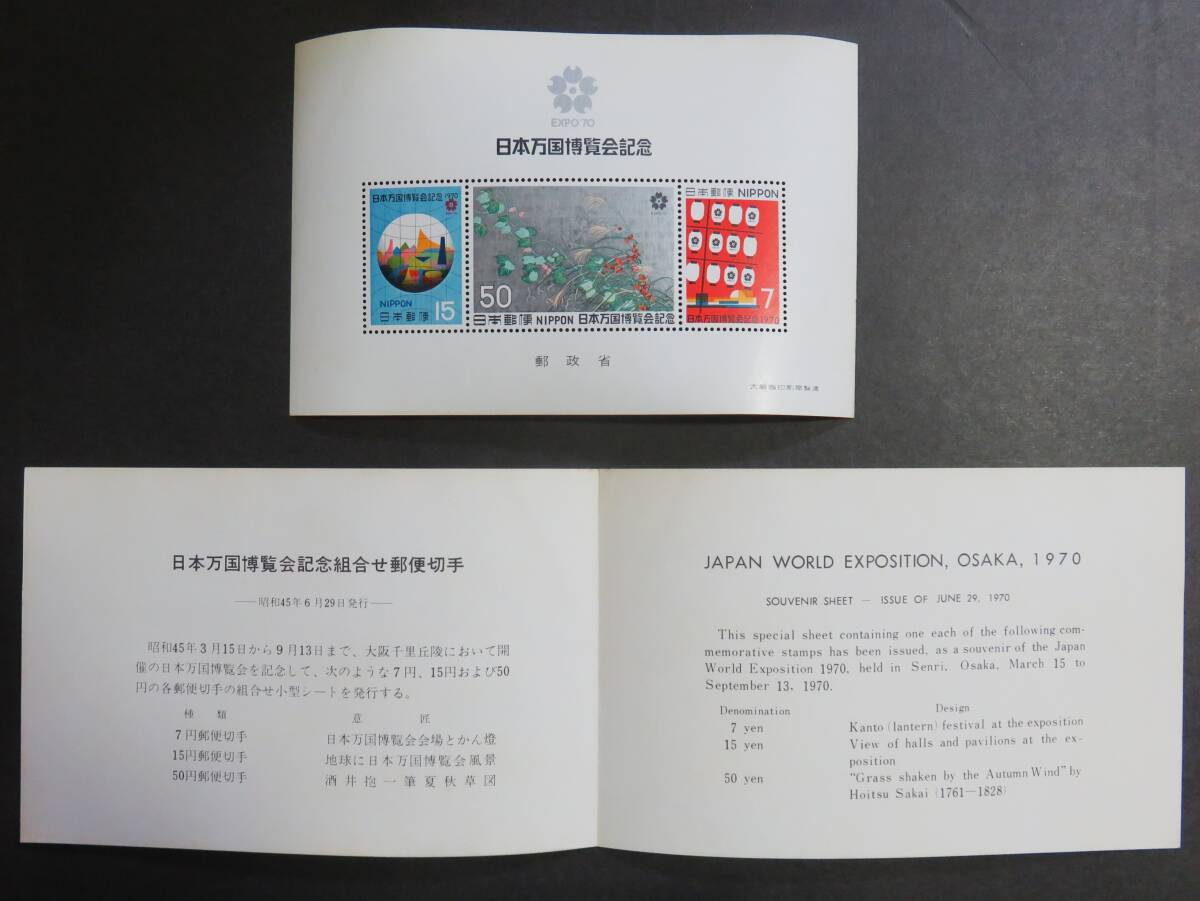 EXPO'70
日本万国博覧会記念
日本万国博覧会記念 1970
NIPPON
日本郵便 15
50
日本郵便 NIPPON 日本万国博覧会記念
日本郵便 NIPPON
7
日本万国博覧会記念1970
郵政省
日本万国博覧会記念組合せ郵便切手
——昭和45年6月29日発行——
昭和45年3月15日から9月13日まで、大阪千里丘陵において開
催の日本万国博覧会を記念して、次のような7円、15円および50
円の各郵便切手の組合せ小型シートを発行する。
種類 意匠
7円郵便切手 日本万国博覧会会場とかん燈
15円郵便切手 地球に日本万国博覧会風景
50円郵便切手 酒井抱一筆夏秋草図
JAPAN WORLD EXPOSITION, OSAKA, 1970
SOUVENIR SHEET — ISSUE OF JUNE 29, 1970
This special sheet containing one each of the following com-
memorative stamps has been issued, as a souvenir of the Japan
World Exposition 1970, held in Senri, Osaka, March 15 to
September 13, 1970.
Denomination Design
7 yen Kanto (lantern) festival at the exposition
15 yen View of halls and pavilions at the ex-
position
50 yen "Grass shaken by the Autumn Wind" by
Hoitsu Sakai (1761—1828)